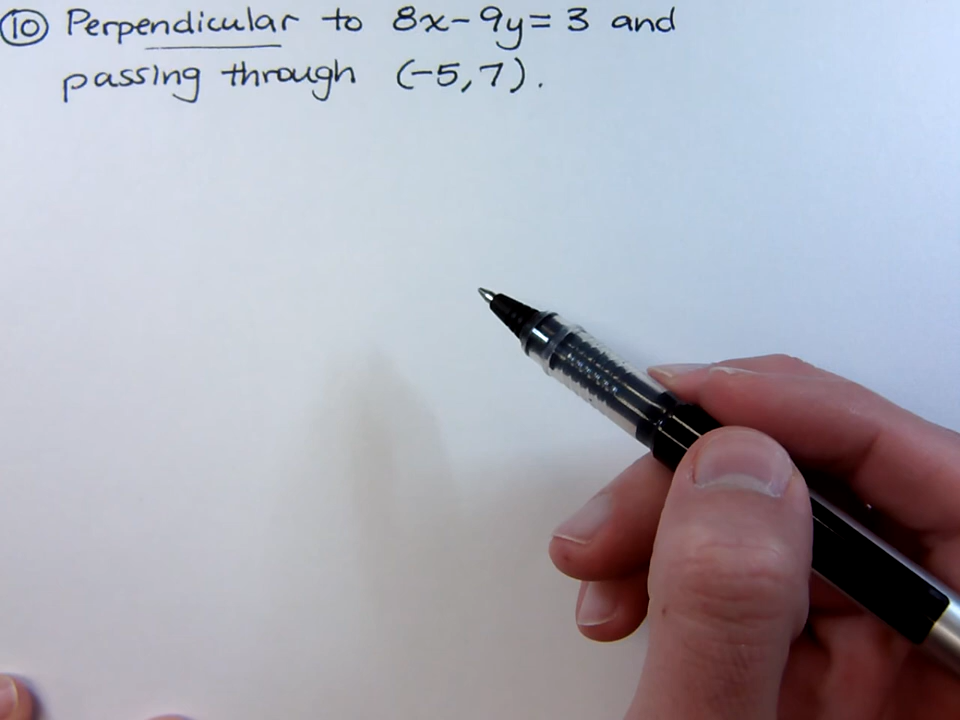 ⑩ Perpendicular to 8x-9y=3 and
passing through (-5,7).